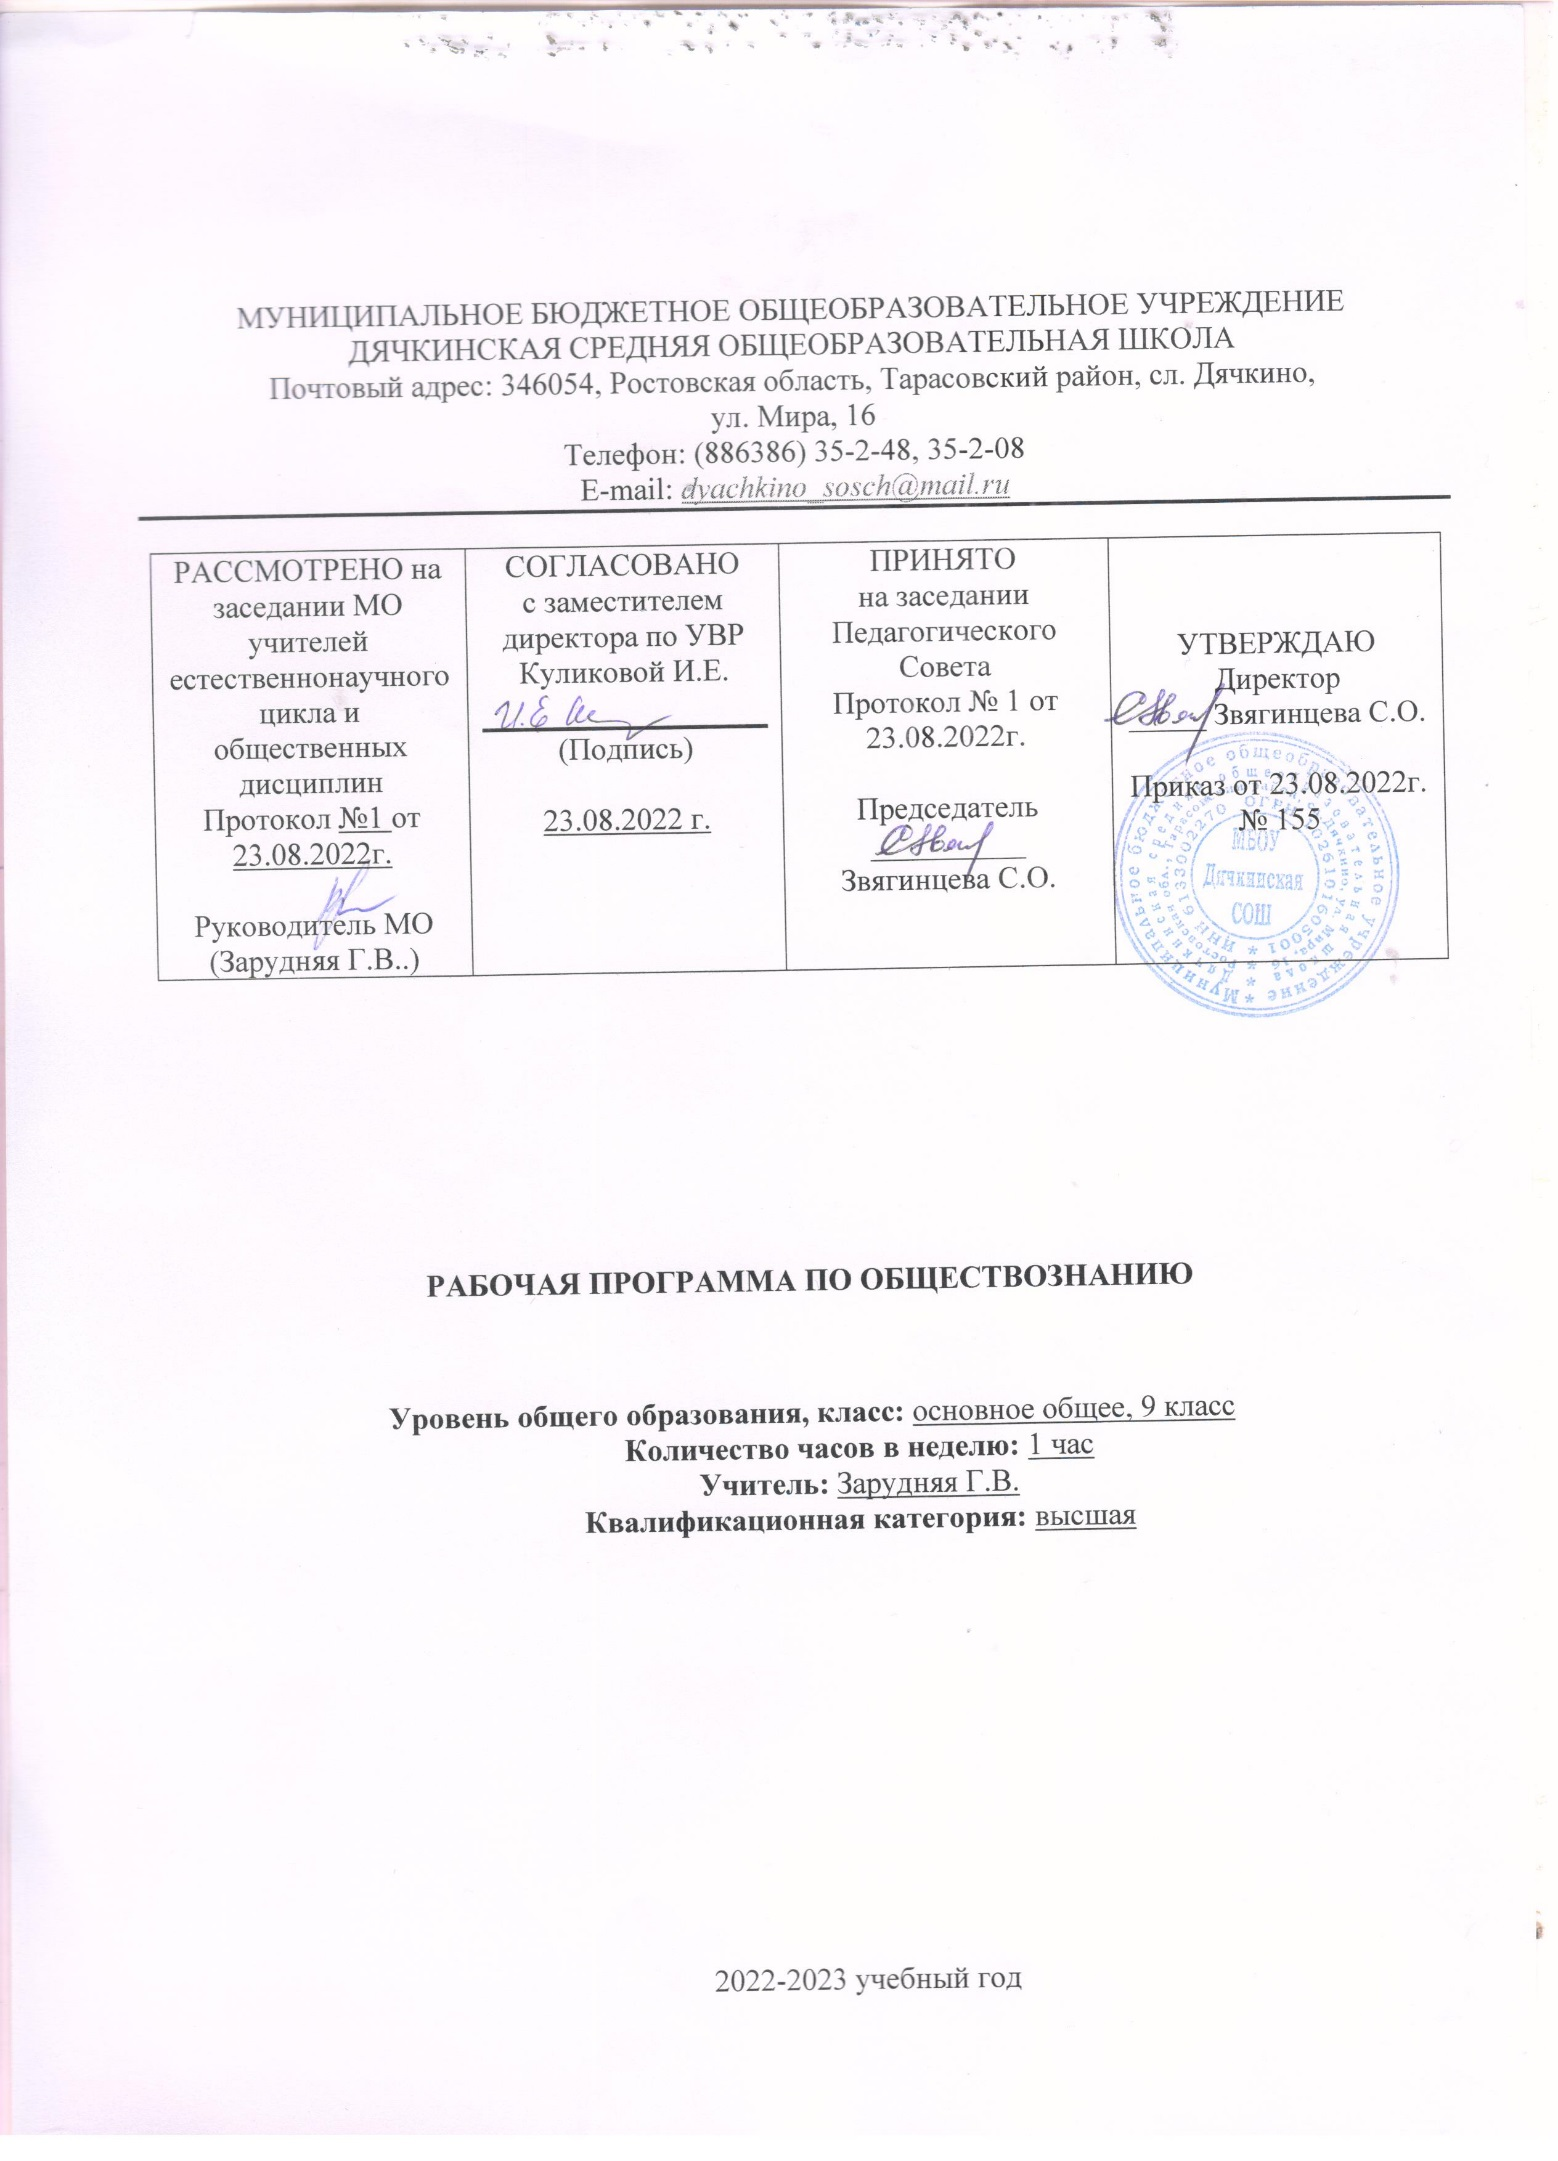 МУНИЦИПАЛЬНОЕ БЮДЖЕТНОЕ ОБЩЕОБРАЗОВАТЕЛЬНОЕ УЧРЕЖДЕНИЕ
ДЯЧКИНСКАЯ СРЕДНЯЯ ОБЩЕОБРАЗОВАТЕЛЬНАЯ ШКОЛА
Почтовый адрес: 346054, Ростовская область, Тарасовский район, сл. Дячкино,
ул. Мира, 16
Телефон: (886386) 35-2-48, 35-2-08
E-mail: dyachkino_sosch@mail.ru
РАССМОТРЕНО на
заседании МО
учителей
естественнонаучного
цикла и
общественных
дисциплин
Протокол №1 от
23.08.2022г.
Руководитель МО
(Зарудняя Г.В..)
СОГЛАСОВАНО
с заместителем
директора по УВР
Куликовой И.Е.
(Подпись)
23.08.2022 г.
ПРИНЯТО
на заседании
Педагогического
Совета
Протокол № 1 от
23.08.2022г.
Председатель
Звягинцева С.О.
УТВЕРЖДАЮ
Директор
Звягинцева С.О.
Приказ от 23.08.2022г.
№ 155
МБОУ
Дячкинская
СОШ
РАБОЧАЯ ПРОГРАММА ПО ОБЩЕСТВОЗНАНИЮ
Уровень общего образования, класс: основное общее, 9 класс
Количество часов в неделю: 1 час
Учитель: Зарудняя Г.В.
Квалификационная категория: высшая
2022-2023 учебный год